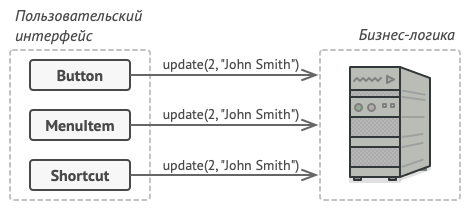 Пользовательский
интерфейс
Бизнес-логика
Button
update(2, "John Smith")
MenuItem
update(2, "John Smith")
Shortcut
update(2, "John Smith")